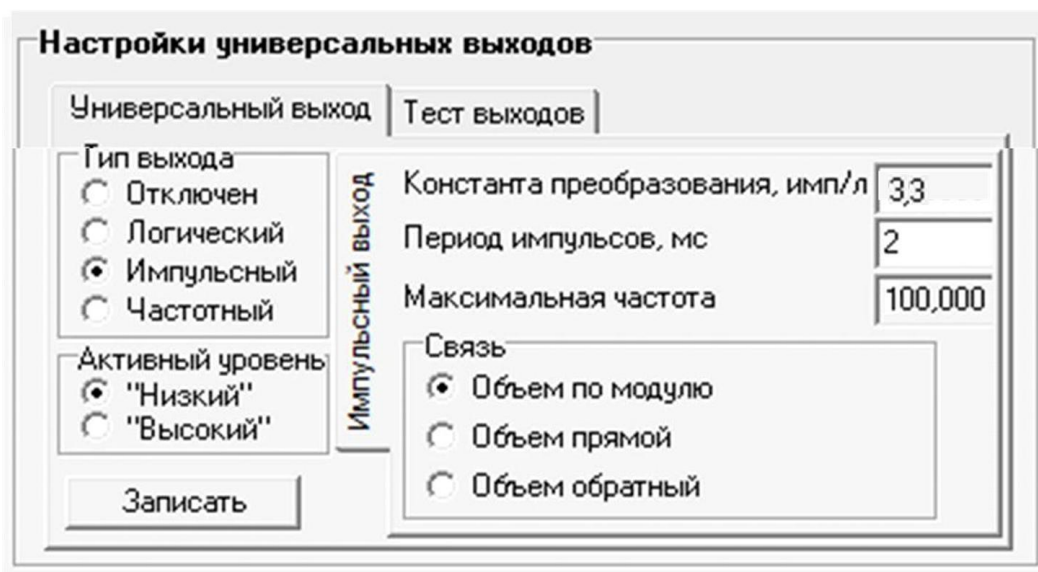 Настройки универсальных выходов
Универсальный выход
Тест выходов
Тип выхода
Отключен
Логический
Импульсный
Частотный
Активный уровень
"Низкий"
"Высокий"
Записать
Импульсный выход
Константа преобразования, имп/л 3,3
Период импульсов, мс 2
Максимальная частота 100,000
Связь
Объем по модулю
Объем прямой
Объем обратный